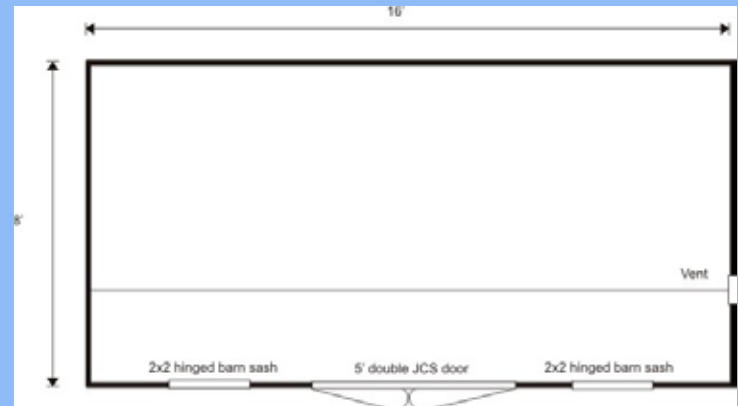 16'
8'
Vent
2x2 hinged barn sash
5' double JCS door
2x2 hinged barn sash